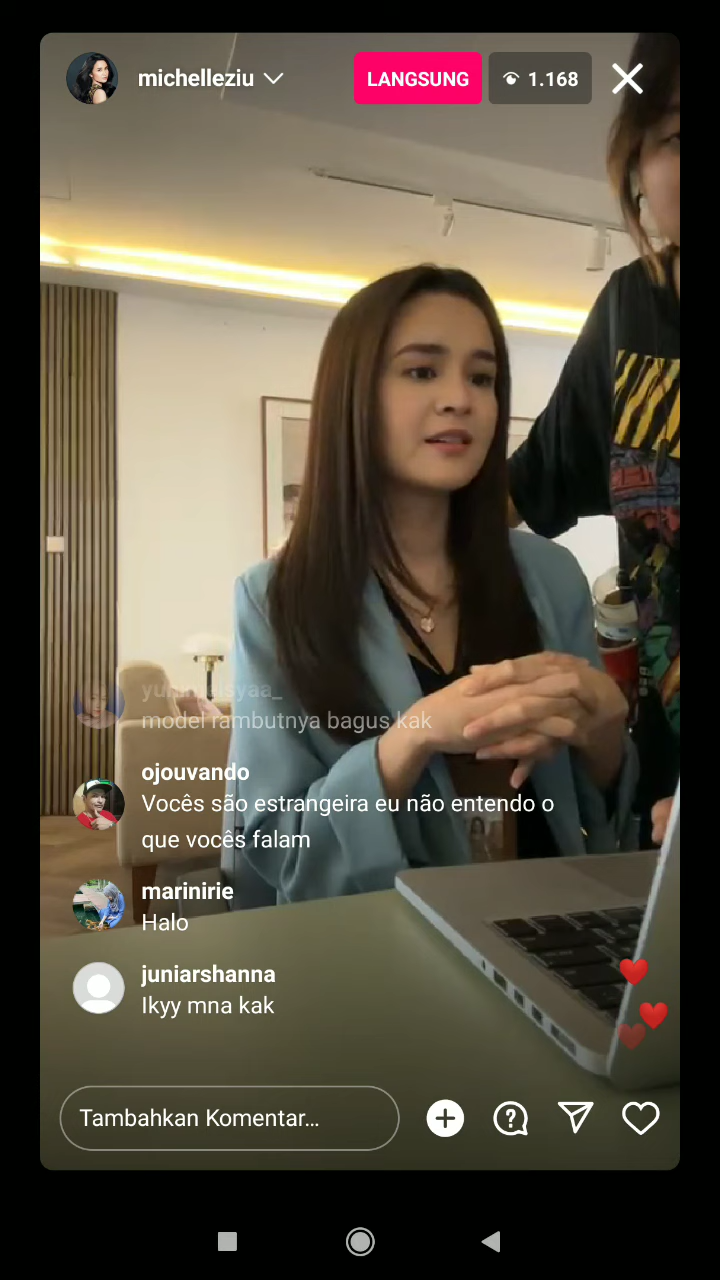 michelleziu
LANGSUNG
1.168
model rambutnya bagus kak
ojouvando
Vocês são estrangeira eu não entendo o
que vocês falam
marinirie
Halo
juniarshanna
Ikyy mna kak
Tambahkan Komentar...